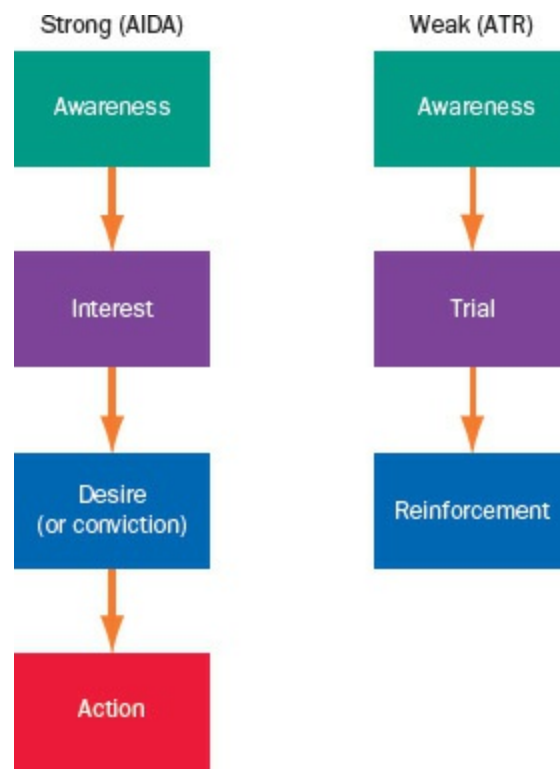 Strong (AIDA)
Awareness
Interest
Desire
(or conviction)
Action
Weak (ATR)
Awareness
Trial
Reinforcement